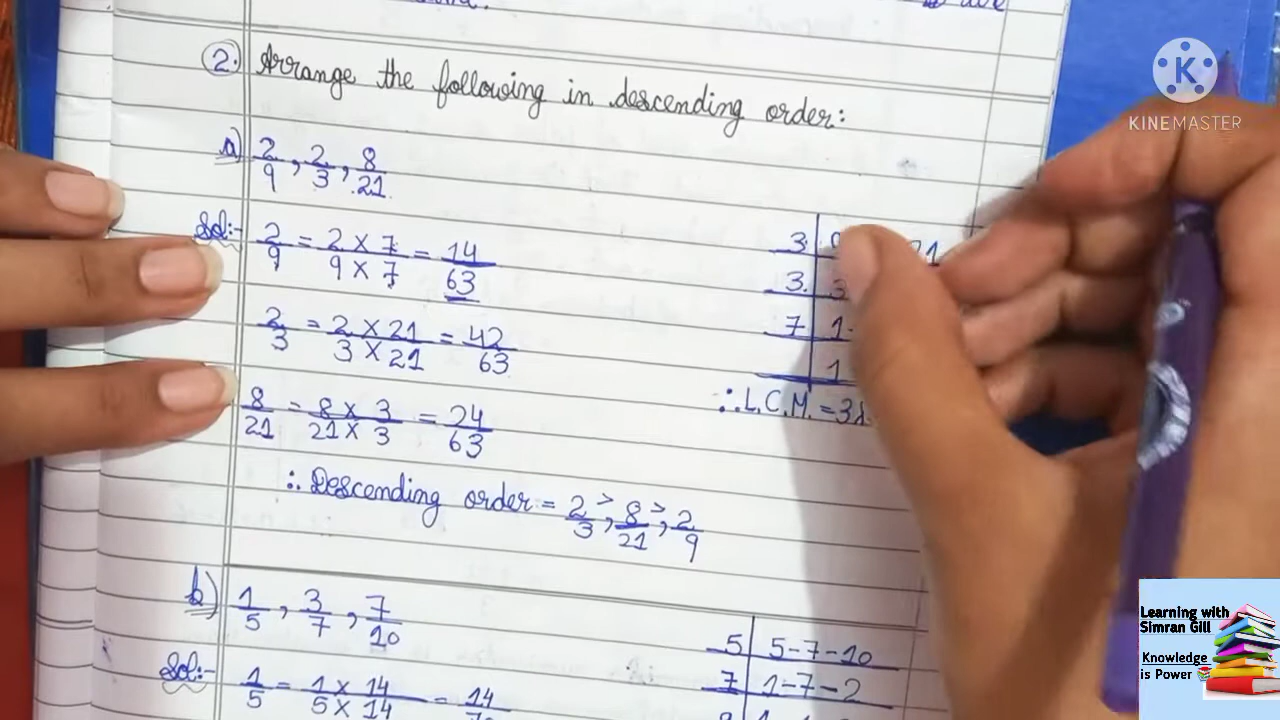 2. Arrange the following in descending order:
a) 2/9, 2/3, 8/21
Sol:- 2/9 = 2 × 7 / 9 × 7 = 14/63
2/3 = 2 × 21 / 3 × 21 = 42/63
8/21 = 8 × 3 / 21 × 3 = 24/63
3 21
3 3
7 1-
1
∴ L.C.M. = 3x
∴ Descending order = 2/3 >, 8/21 >, 2/9
b) 1/5, 3/7, 7/10
Sol:- 1/5 = 1 × 14 / 5 × 14 = 14
5 5-7-10
7 1-7-2
KINEMASTER
Learning with
Simran Gill
Knowledge
is Power